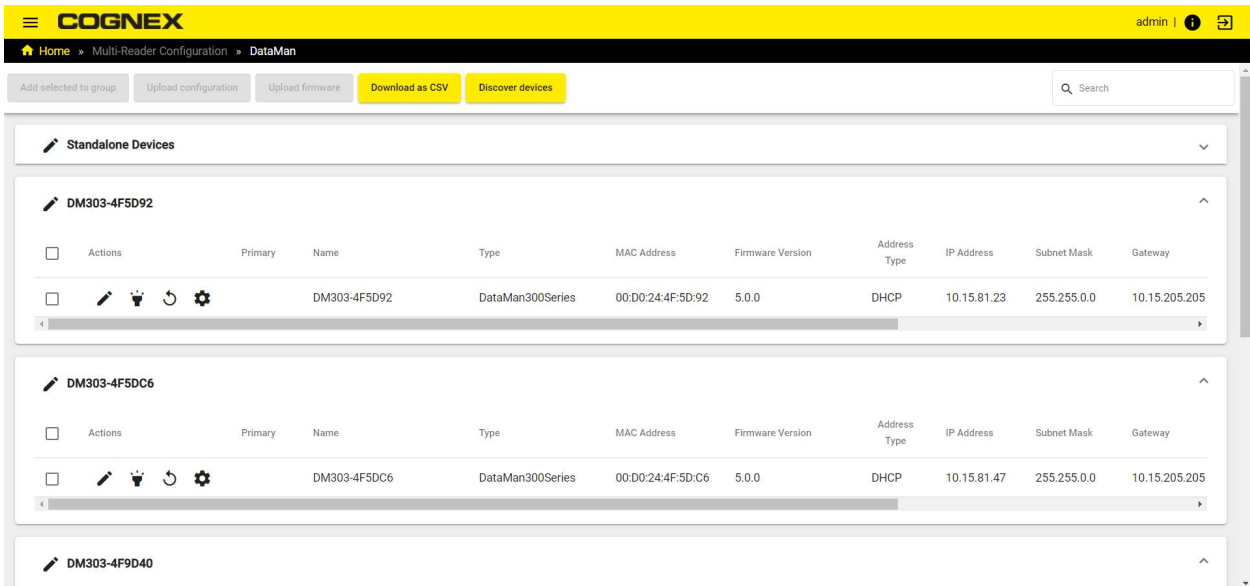 COGNEX
admin |
Home » Multi-Reader Configuration » DataMan
Add selected to group Upload configuration Upload firmware Download as CSV Discover devices Search
Standalone Devices
DM303-4F5D92
Actions Primary Name Type MAC Address Firmware Version Address Type IP Address Subnet Mask Gateway
DM303-4F5D92 DataMan300Series 00:D0:24:4F:5D:92 5.0.0 DHCP 10.15.81.23 255.255.0.0 10.15.205.205
DM303-4F5DC6
Actions Primary Name Type MAC Address Firmware Version Address Type IP Address Subnet Mask Gateway
DM303-4F5DC6 DataMan300Series 00:D0:24:4F:5D:C6 5.0.0 DHCP 10.15.81.47 255.255.0.0 10.15.205.205
DM303-4F9D40